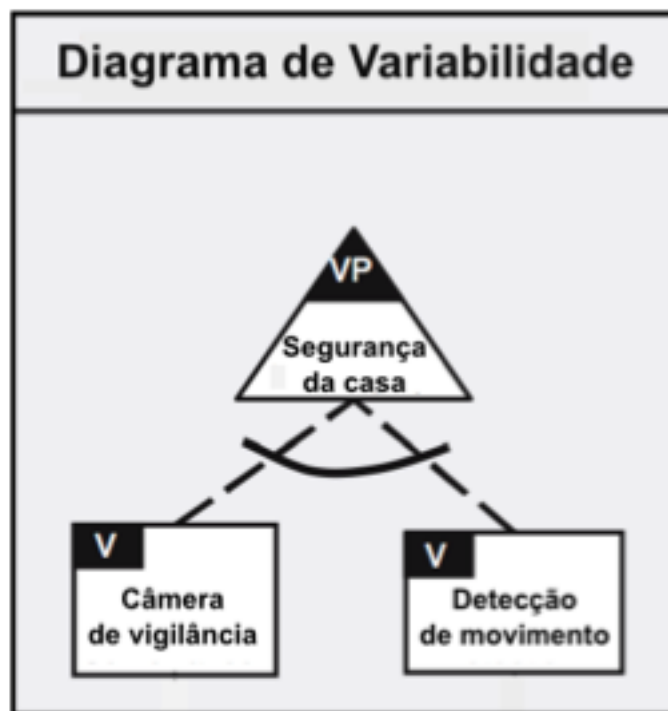 Diagrama de Variabilidade
VP
Segurança
da casa
V
Câmera
de vigilância
V
Detecção
de movimento